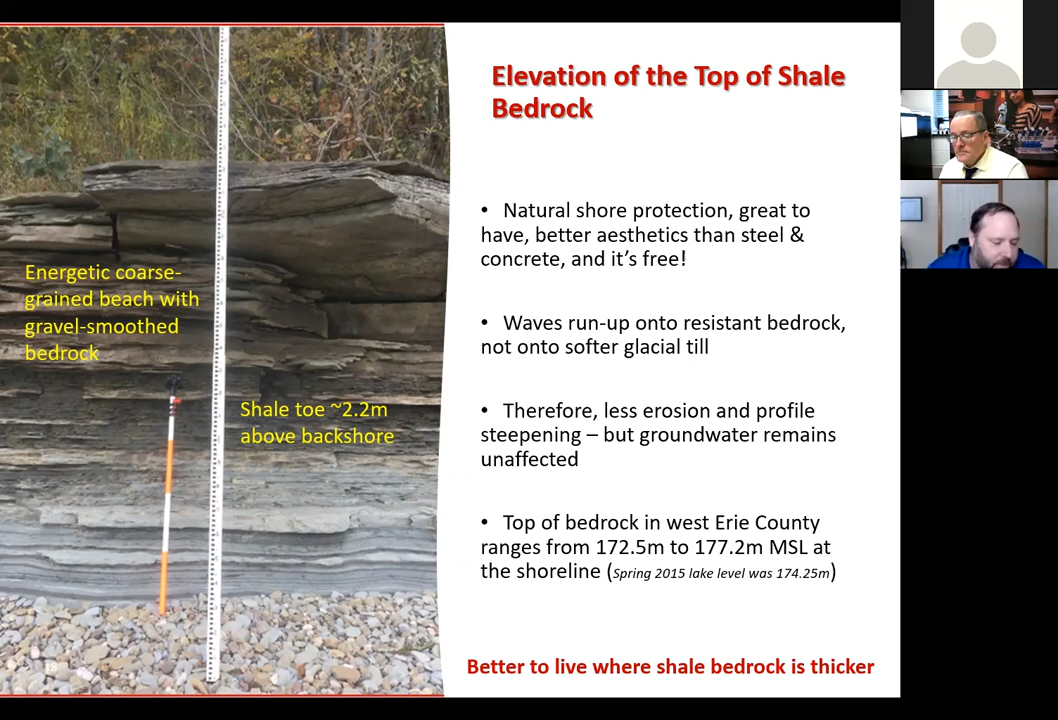 Elevation of the Top of Shale
Bedrock
Energetic coarse-
grained beach with
gravel-smoothed
bedrock
Shale toe ~2.2m
above backshore
• Natural shore protection, great to
have, better aesthetics than steel &
concrete, and it’s free!
• Waves run-up onto resistant bedrock,
not onto softer glacial till
• Therefore, less erosion and profile
steepening – but groundwater remains
unaffected
• Top of bedrock in west Erie County
ranges from 172.5m to 177.2m MSL at
the shoreline (Spring 2015 lake level was 174.25m)
18
Better to live where shale bedrock is thicker